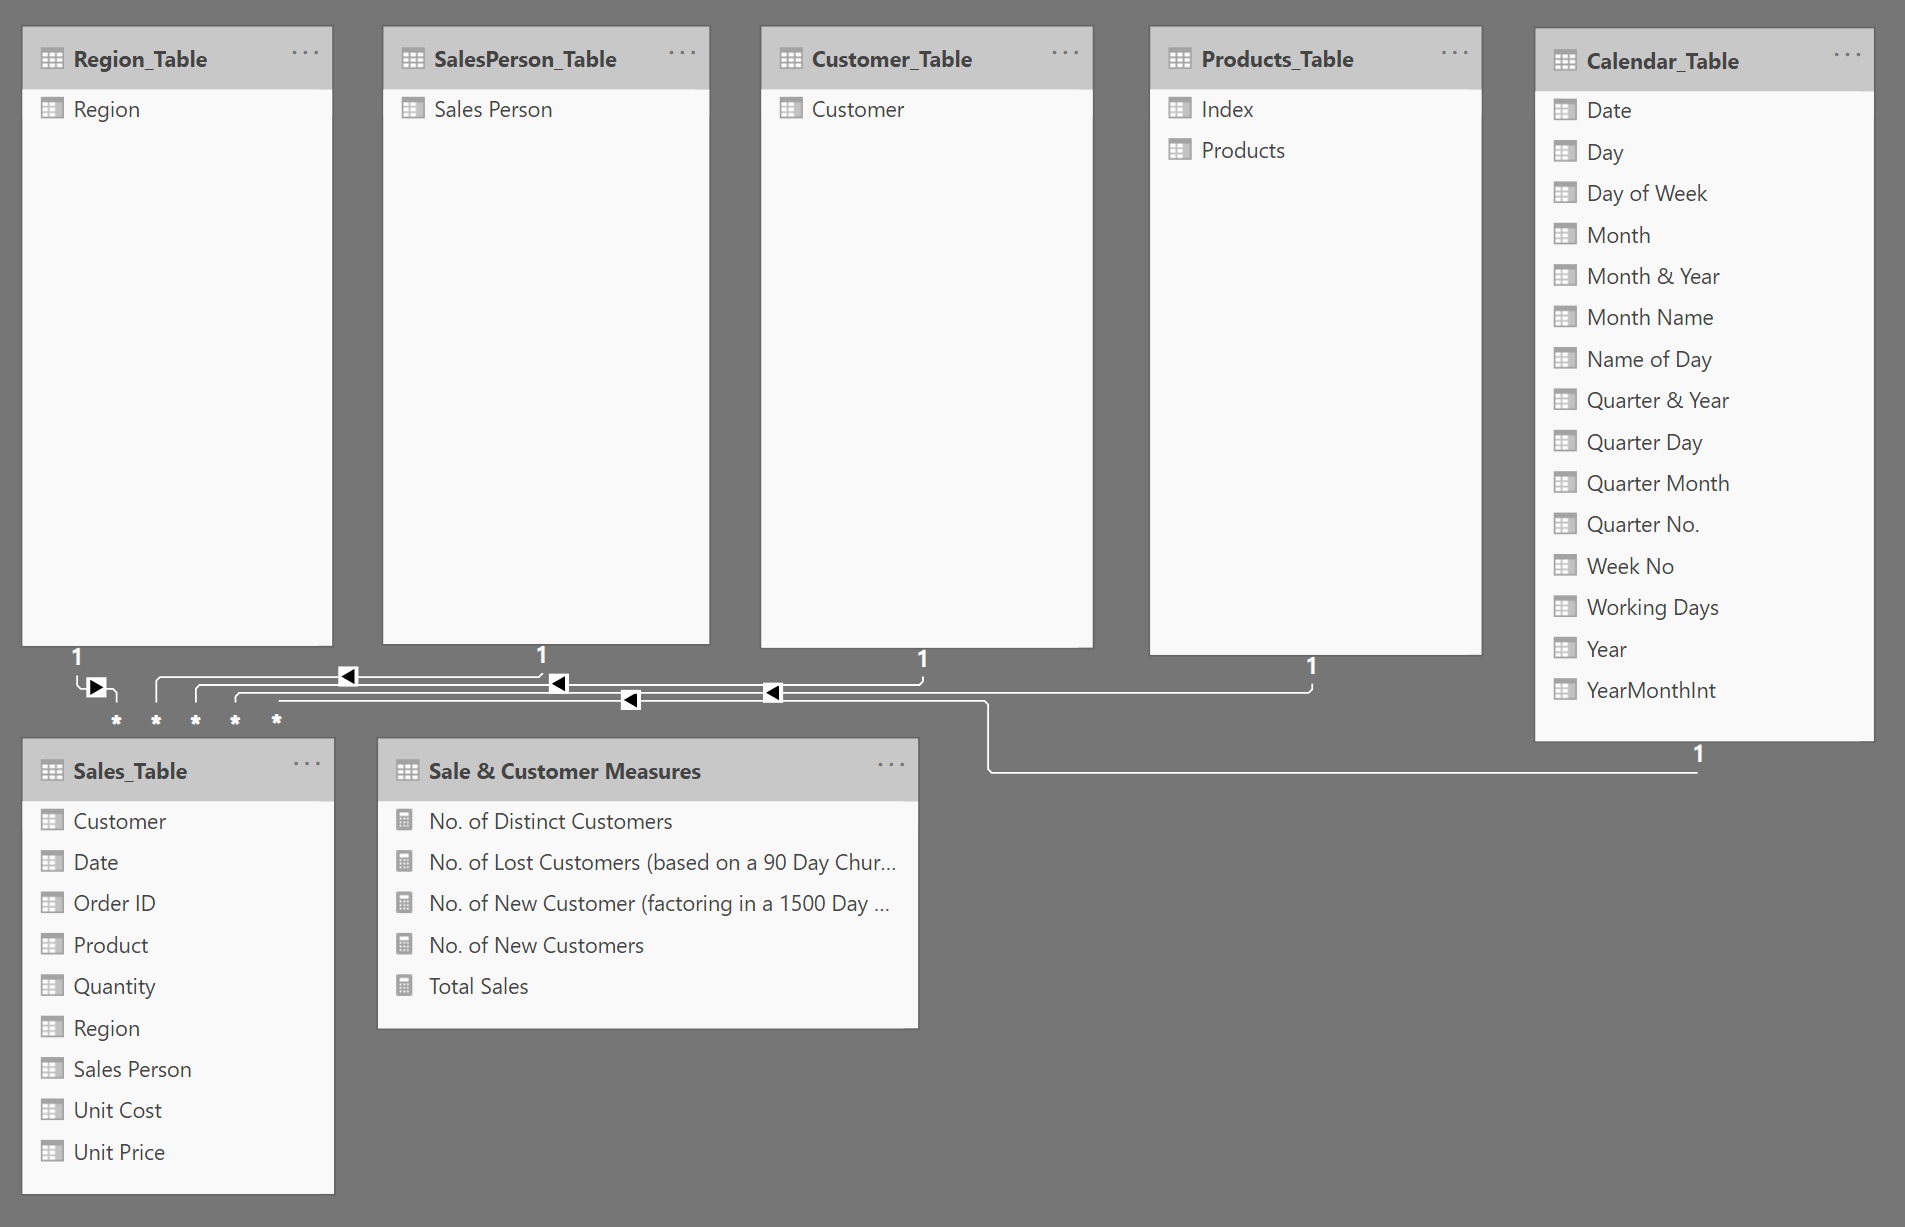 Region_Table
Region
SalesPerson_Table
Sales Person
Customer_Table
Customer
Products_Table
Index
Products
Calendar_Table
Date
Day
Day of Week
Month
Month & Year
Month Name
Name of Day
Quarter & Year
Quarter Day
Quarter Month
Quarter No.
Week No
Working Days
Year
YearMonthInt
1
1
1
1
1
* * * * *
Sales_Table
Customer
Date
Order ID
Product
Quantity
Region
Sales Person
Unit Cost
Unit Price
Sale & Customer Measures
No. of Distinct Customers
No. of Lost Customers (based on a 90 Day Chur...
No. of New Customer (factoring in a 1500 Day ...
No. of New Customers
Total Sales